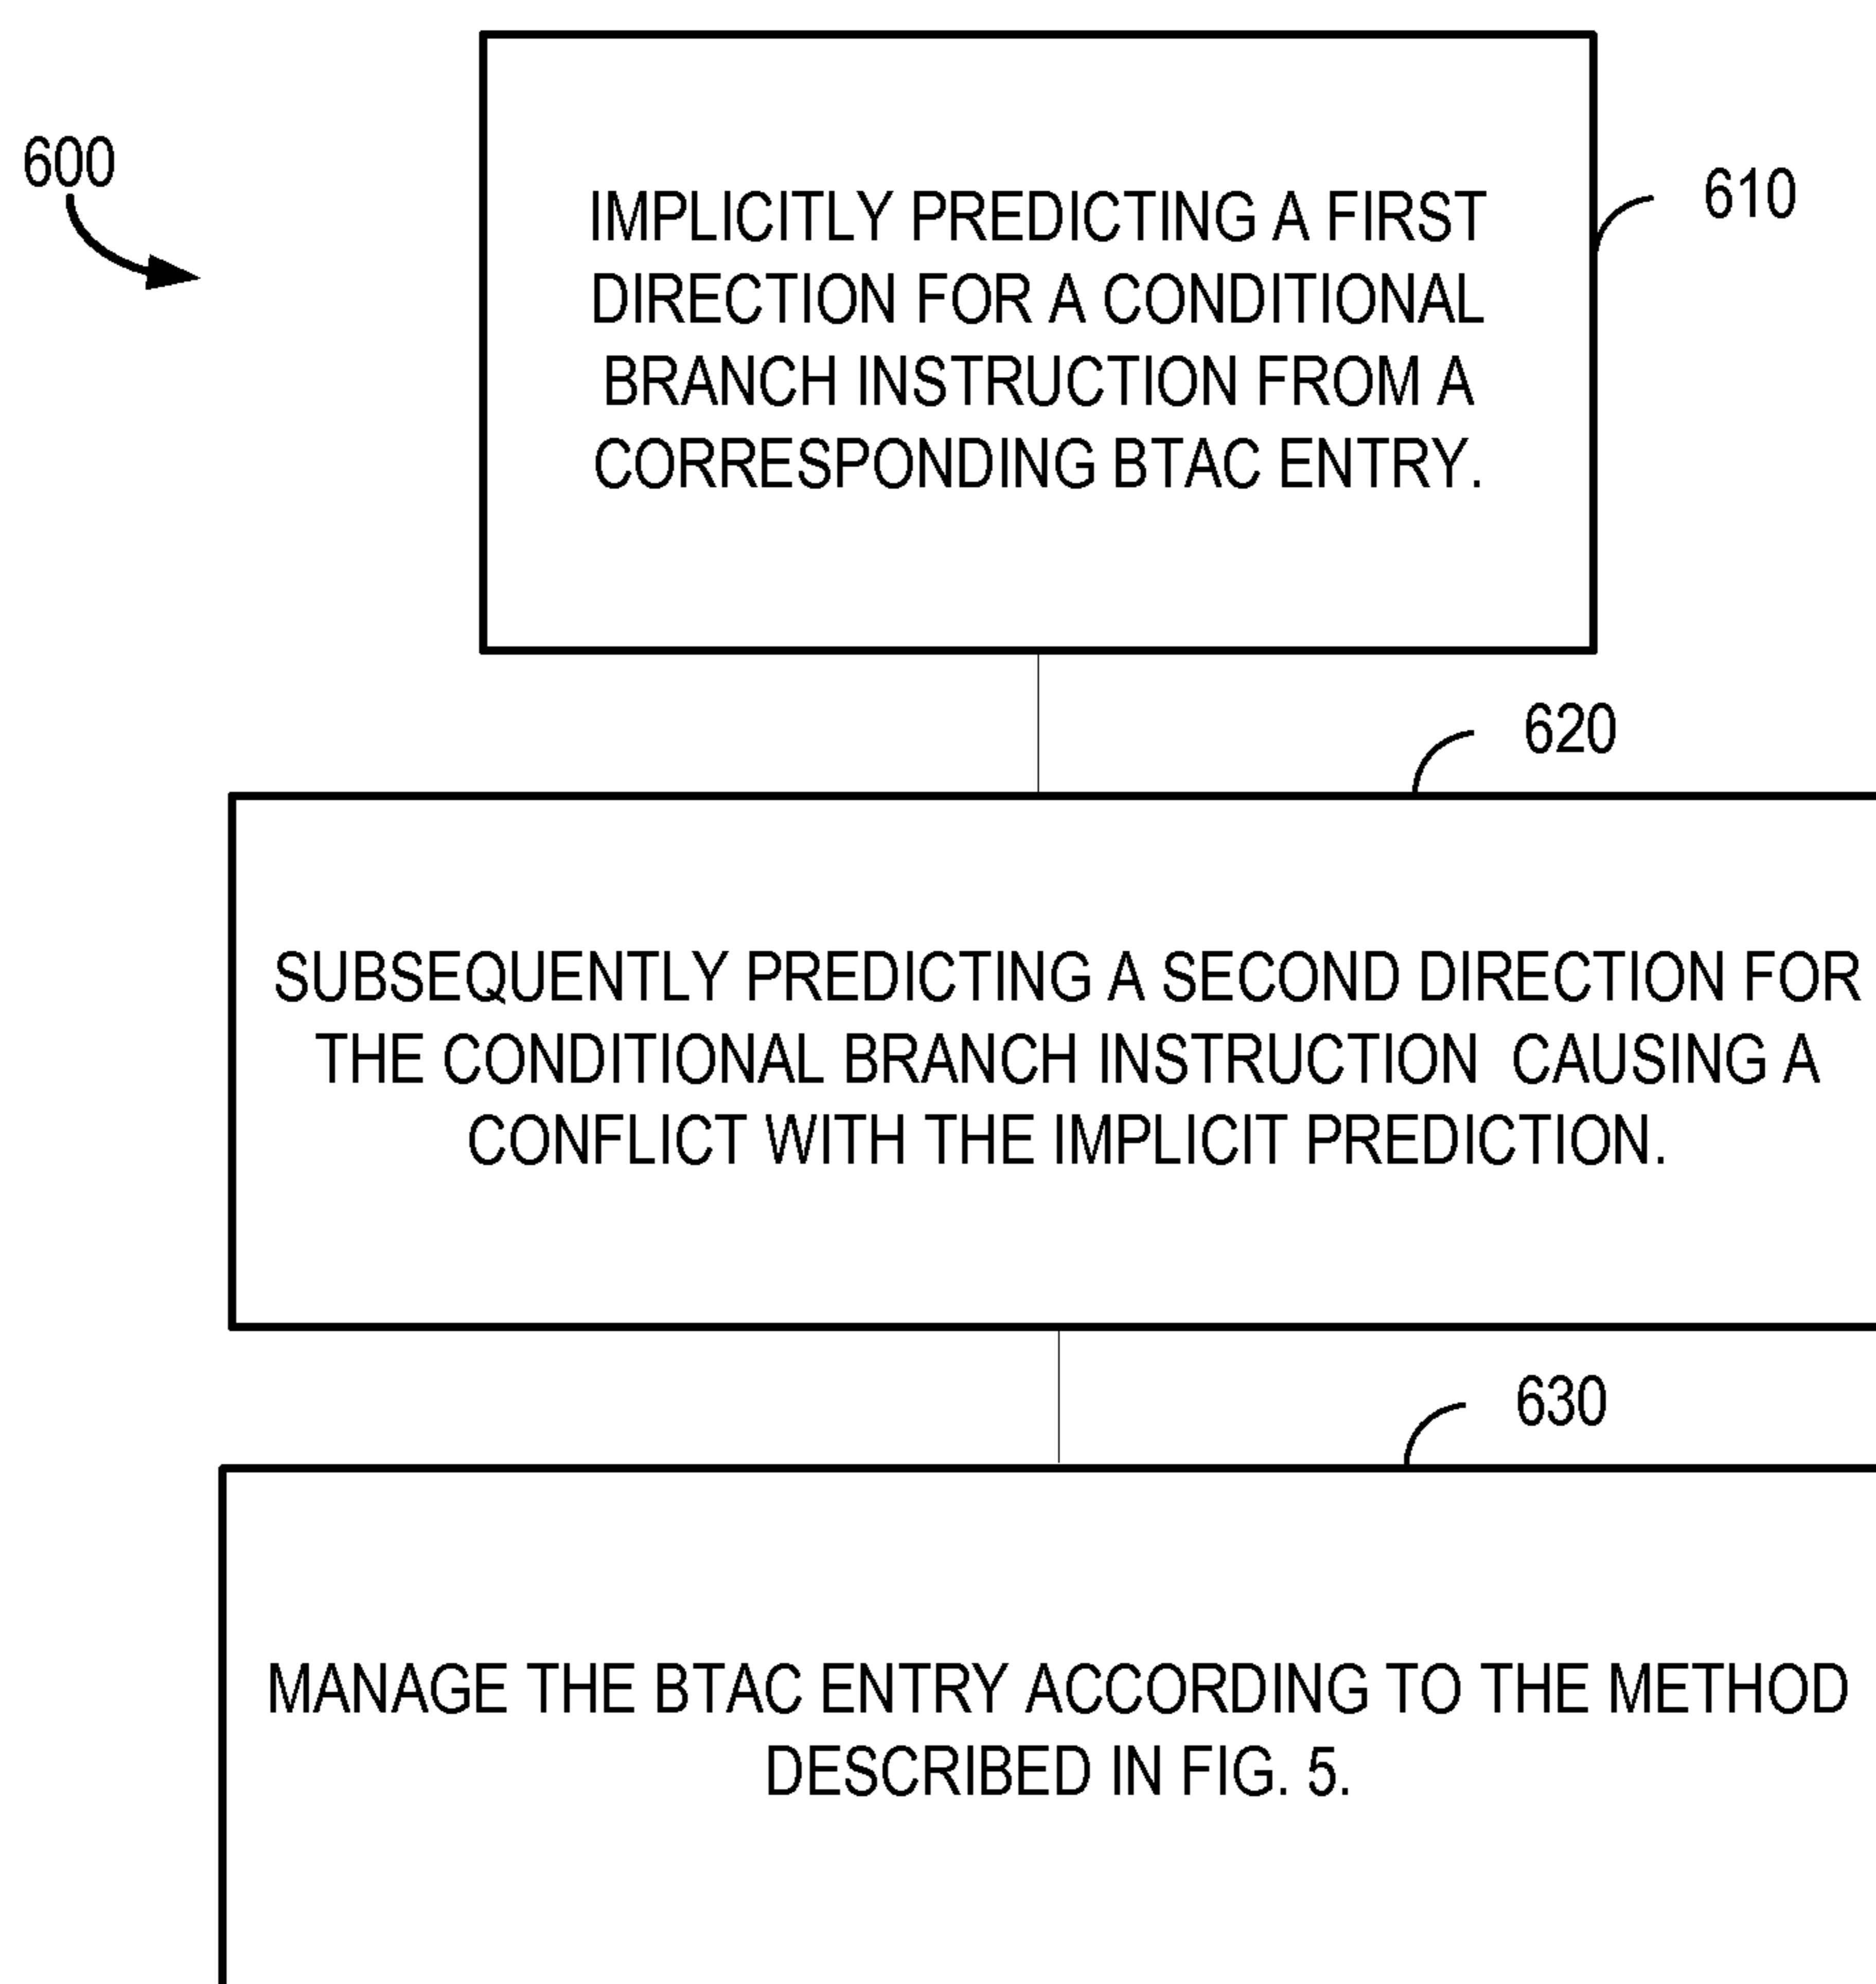 600
IMPLICITLY PREDICTING A FIRST
DIRECTION FOR A CONDITIONAL
BRANCH INSTRUCTION FROM A
CORRESPONDING BTAC ENTRY.
610
620
SUBSEQUENTLY PREDICTING A SECOND DIRECTION FOR
THE CONDITIONAL BRANCH INSTRUCTION CAUSING A
CONFLICT WITH THE IMPLICIT PREDICTION.
630
MANAGE THE BTAC ENTRY ACCORDING TO THE METHOD
DESCRIBED IN FIG. 5.